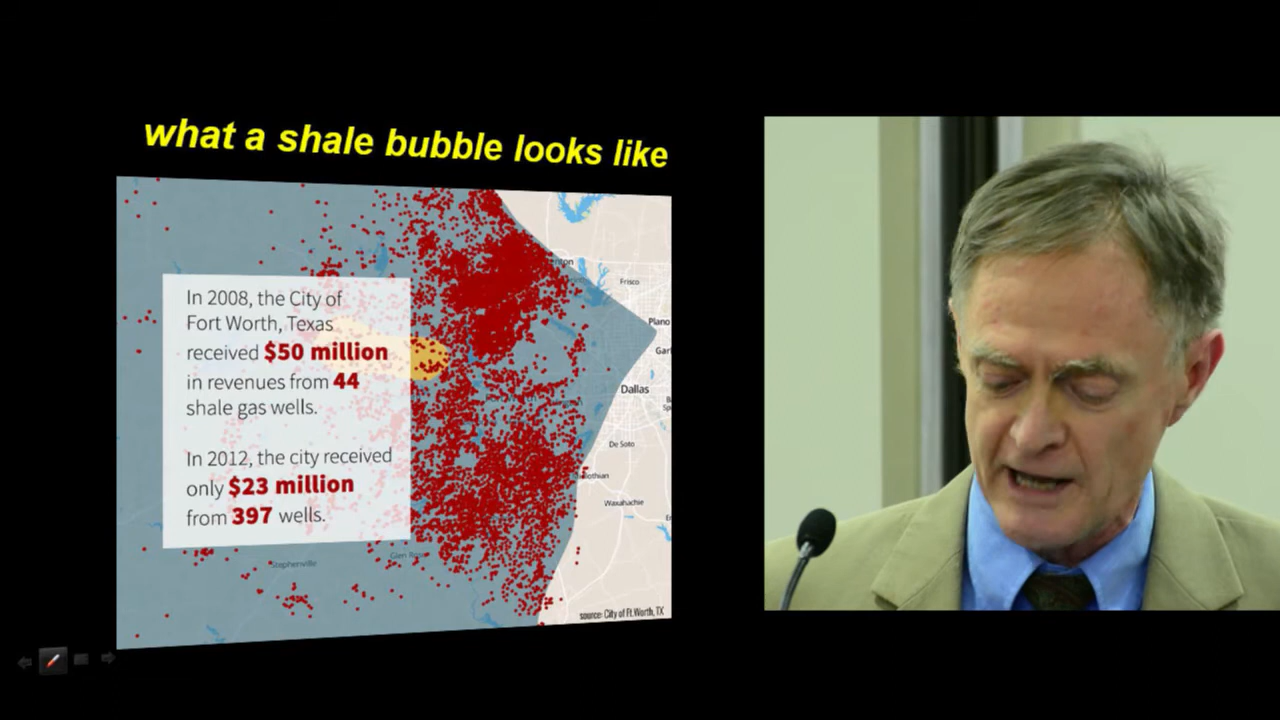 what a shale bubble looks like
In 2008, the City of
Fort Worth, Texas
received $50 million
in revenues from 44
shale gas wells.
In 2012, the city received
only $23 million
from 397 wells.
Frisco
Plano
Dallas
De Soto
Waxahachie
Glen Rose
Stephenville
source: City of Ft. Worth, TX